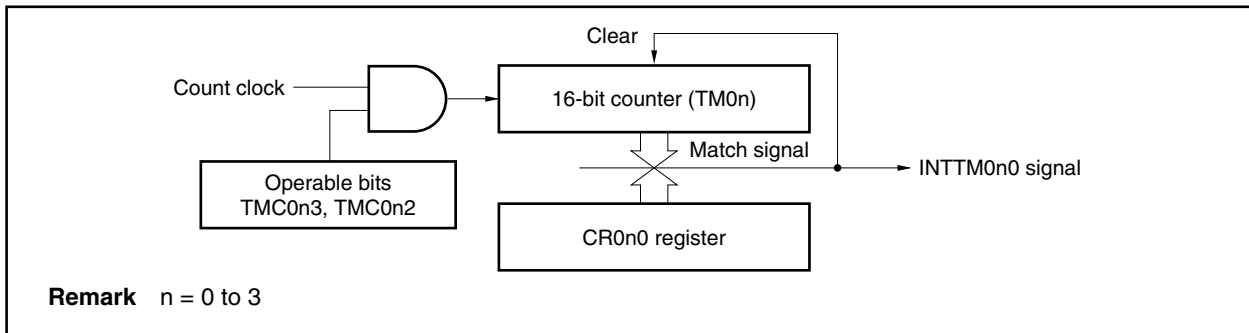 Clear
Count clock
16-bit counter (TM0n)
Match signal
INTTM0n0 signal
Operable bits
TMC0n3, TMC0n2
CR0n0 register
Remark n = 0 to 3